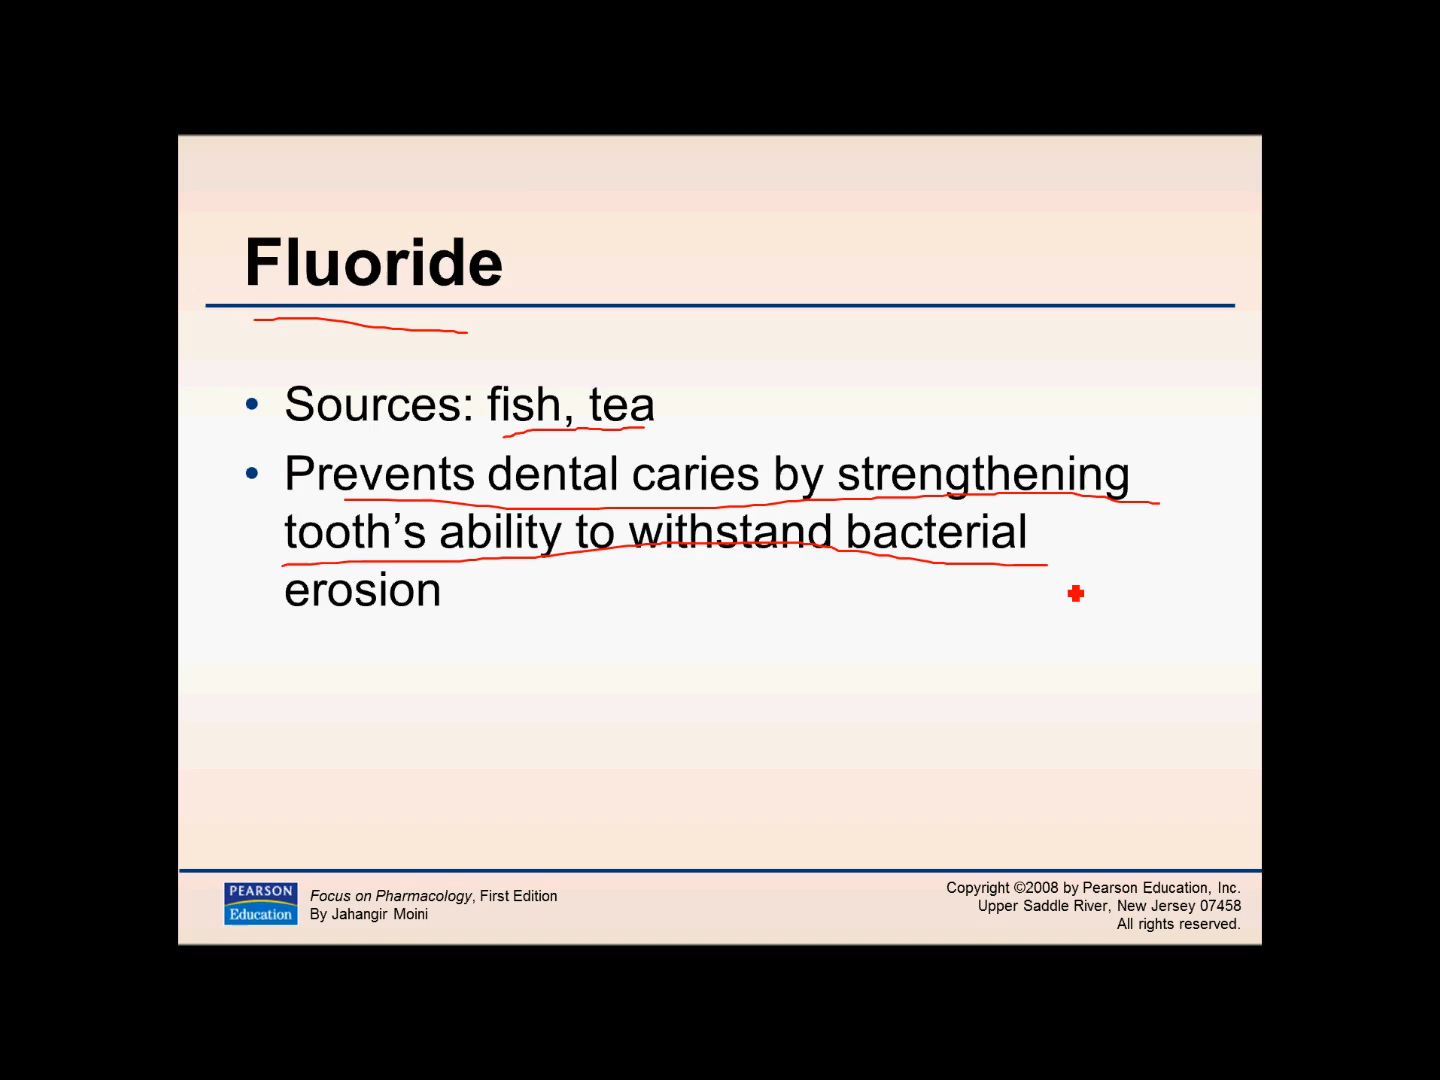 Fluoride
• Sources: fish, tea
• Prevents dental caries by strengthening
tooth’s ability to withstand bacterial
erosion
PEARSON
Education
Focus on Pharmacology, First Edition
By Jahangir Moini
Copyright ©2008 by Pearson Education, Inc.
Upper Saddle River, New Jersey 07458
All rights reserved.